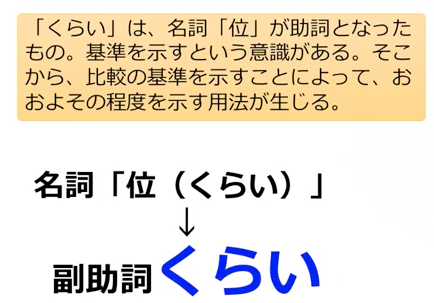 「くらい」は、名詞「位」が助詞となった
もの。基準を示すという意識がある。そこ
から、比較の基準を示すことによって、お
およその程度を示す用法が生じる。
名詞「位（くらい）」
↓
副助詞くらい